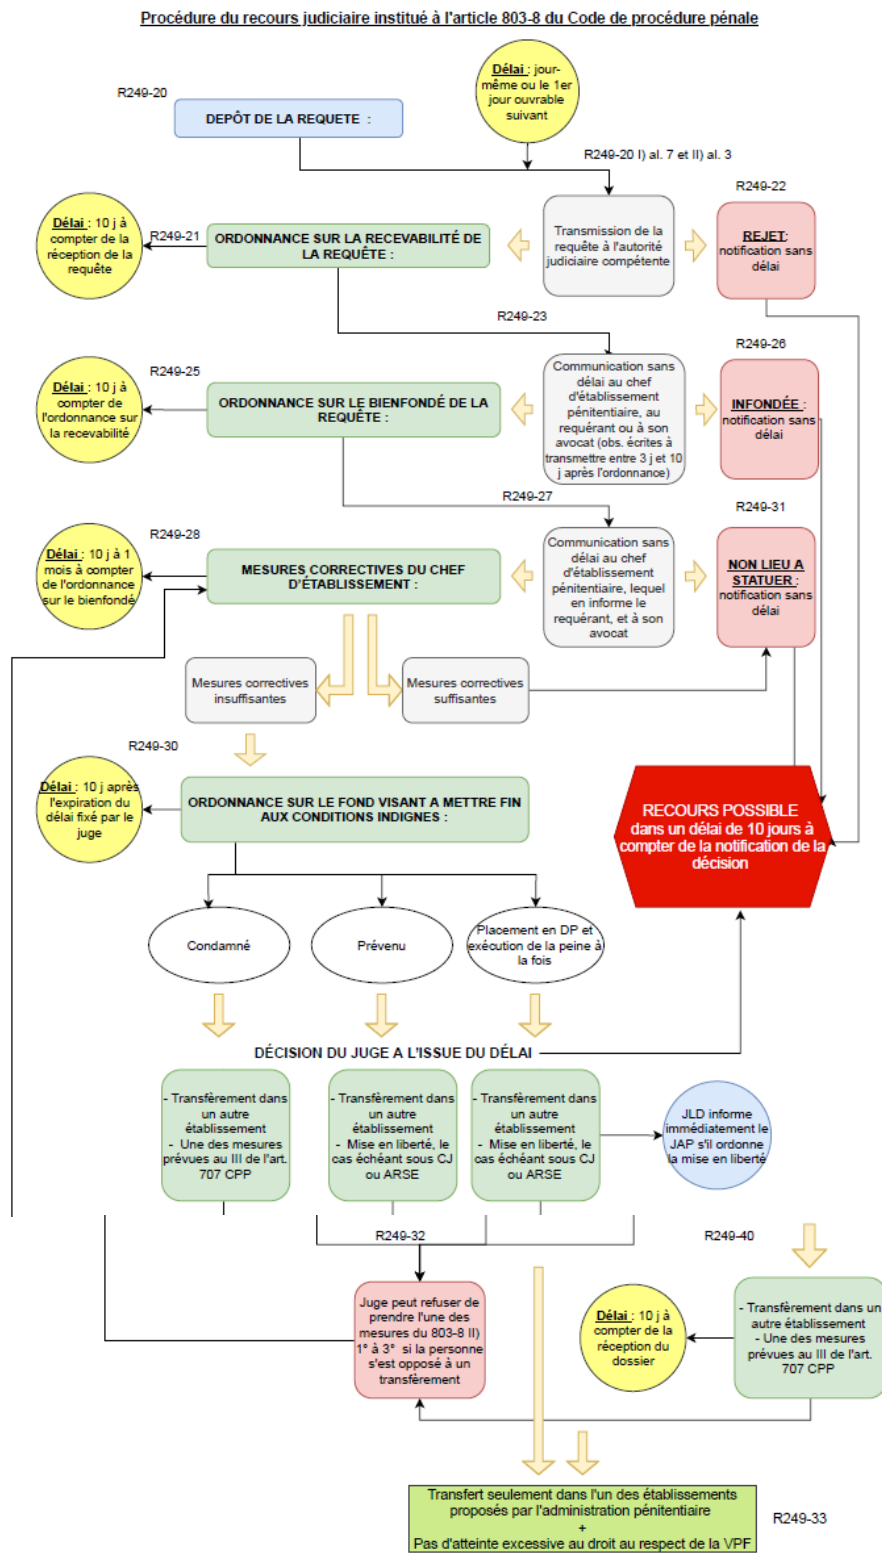 Procédure du recours judiciaire institué à l'article 803-8 du Code de procédure pénale
Délai : jour-
même ou le 1er
jour ouvrable
suivant
R249-20
DEPÔT DE LA REQUETE :
R249-20 I) al. 7 et II) al. 3
R249-22
Délai : 10 j à
compter de la
réception de la
requête
R249-21
ORDONNANCE SUR LA RECEVABILITÉ DE
LA REQUÊTE :
Transmission de la
requête à l'autorité
judiciaire compétente
REJET:
notification sans
délai
R249-23
R249-26
R249-25
Délai : 10 j à
compter de
l'ordonnance sur
la recevabilité
ORDONNANCE SUR LE BIENFONDÉ DE LA
REQUÊTE :
Communication sans
délai au chef
d'établissement
pénitentiaire, au
requérant ou à son
avocat (obs. écrites à
transmettre entre 3 j et 10
j après l'ordonnance)
INFONDÉE :
notification sans
délai
R249-27
R249-31
R249-28
Délai : 10 j à 1
mois à compter
de l'ordonnance
sur le bienfondé
MESURES CORRECTIVES DU CHEF
D'ÉTABLISSEMENT :
Communication sans
délai au chef
d'établissement
pénitentiaire, lequel
en informe le
requérant, et à son
avocat
NON LIEU A
STATUER :
notification sans
délai
Mesures correctives
insuffisantes
Mesures correctives
suffisantes
R249-30
Délai : 10 j après
l'expiration du
délai fixé par le
juge
ORDONNANCE SUR LE FOND VISANT A METTRE FIN
AUX CONDITIONS INDIGNES :
RECOURS POSSIBLE
dans un délai de 10 jours à
compter de la notification de la
décision
Condamné
Prévenu
Placement en DP et
exécution de la peine à
la fois
DÉCISION DU JUGE A L'ISSUE DU DÉLAI
- Transfèrement dans
un autre
établissement
- Une des mesures
prévues au III de l'art.
707 CPP
- Transfèrement dans
un autre
établissement
- Mise en liberté, le
cas échéant sous CJ
ou ARSE
- Transfèrement dans
un autre
établissement
- Mise en liberté, le
cas échéant sous CJ
ou ARSE
JLD informe
immédiatement le
JAP s'il ordonne
la mise en liberté
R249-32
R249-40
Juge peut refuser de
prendre l'une des
mesures du 803-8 II)
1° à 3° si la personne
s'est opposé à un
transfèrement
Délai : 10 j à
compter de la
réception du
dossier
- Transfèrement dans un
autre établissement
- Une des mesures
prévues au III de l'art.
707 CPP
Transfert seulement dans l'un des établissements
proposés par l'administration pénitentiaire
+
Pas d'atteinte excessive au droit au respect de la VPF
R249-33